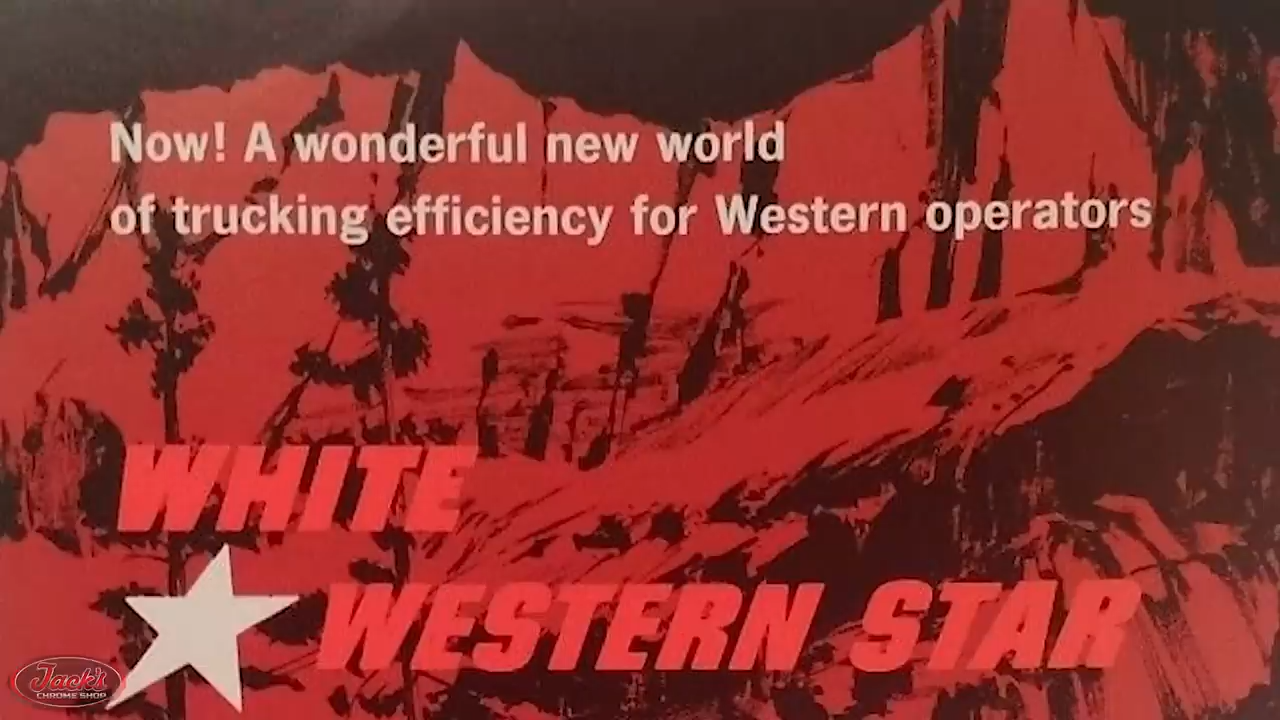 Now! A wonderful new world
of trucking efficiency for Western operators
WHITE
WESTERN STAR
Jack's
CHROME SHOP